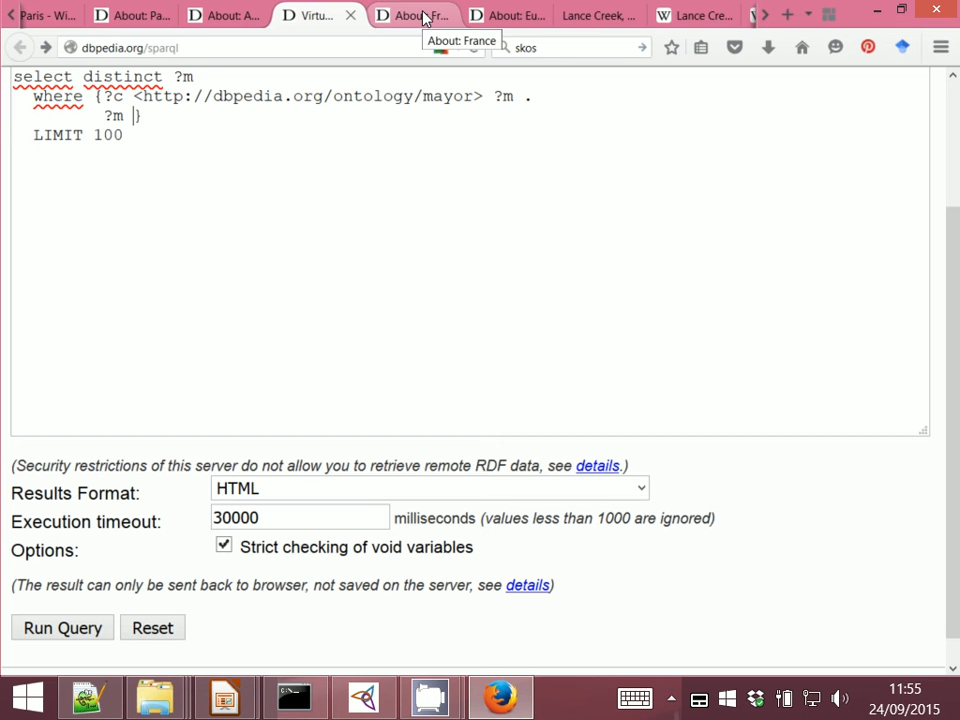 Paris - Wi...
About: Pa...
About: A...
Virtu...
About: Fr...
About: Eu...
Lance Creek, ...
Lance Cre...
dbpedia.org/sparql
skos
About: France
select distinct ?m
where {?c <http://dbpedia.org/ontology/mayor> ?m .
?m }
LIMIT 100
(Security restrictions of this server do not allow you to retrieve remote RDF data, see details.)
Results Format: HTML
Execution timeout: 30000 milliseconds (values less than 1000 are ignored)
Options: Strict checking of void variables
(The result can only be sent back to browser, not saved on the server, see details)
Run Query Reset
11:55
24/09/2015